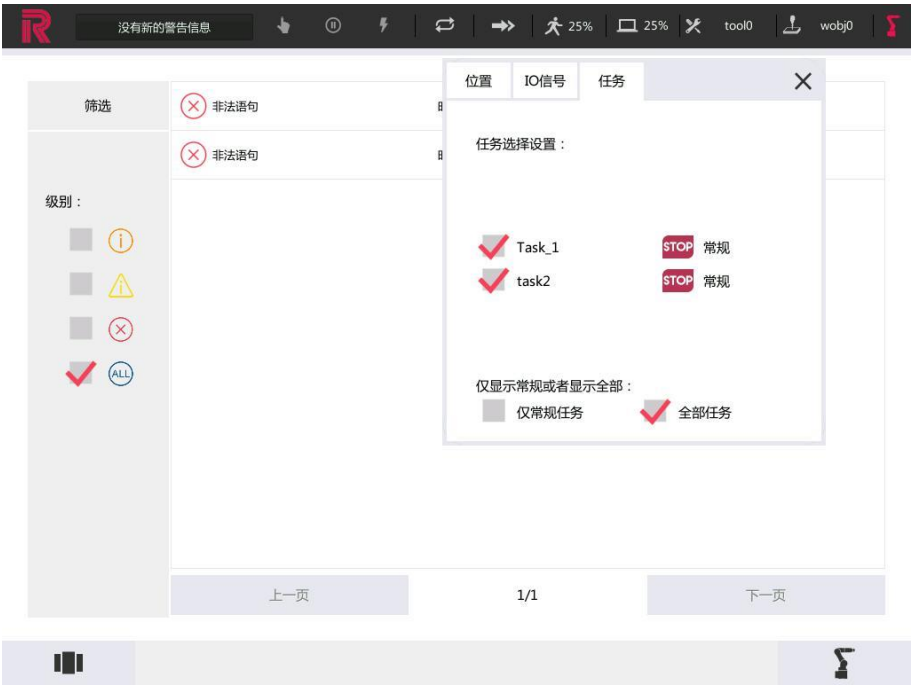 没有新的警告信息 25% 25% tool0 wobj0
位置 IO信号 任务
筛选
非法语句
任务选择设置：
非法语句
级别：
Task_1 STOP 常规
task2 STOP 常规
ALL
仅显示常规或者显示全部：
仅常规任务 全部任务
上一页 1/1 下一页